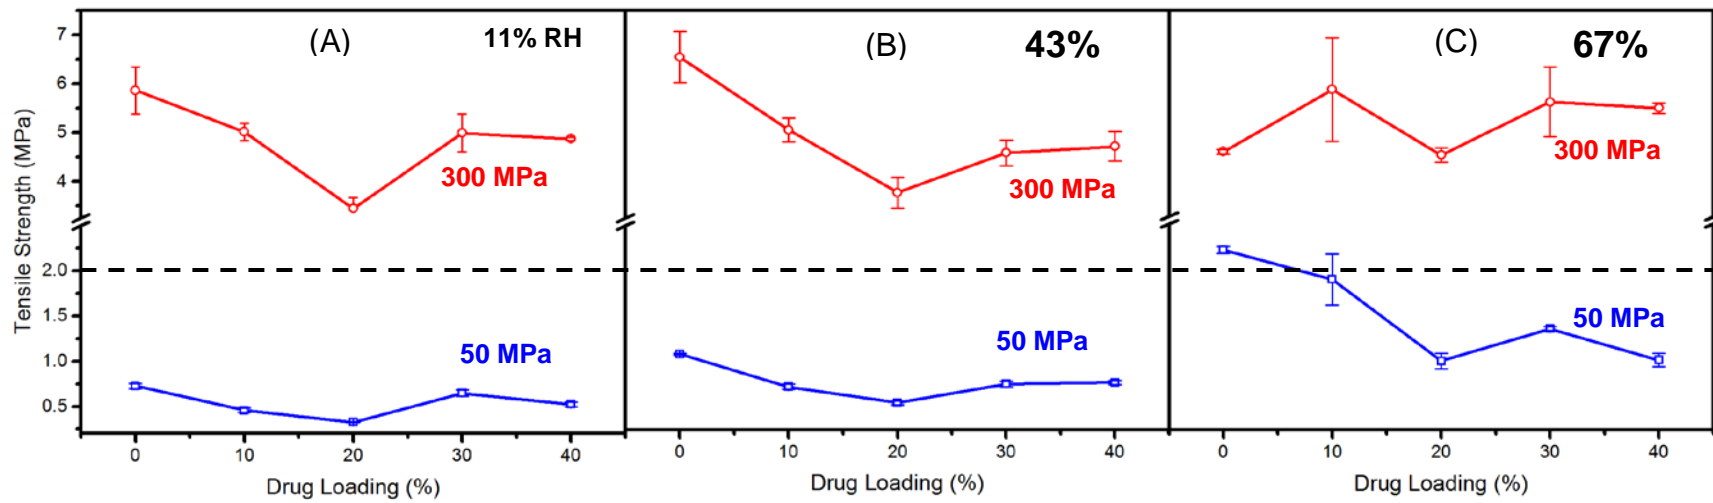 (A)
11% RH
(B)
43%
(C)
67%
7
6
5
4
2.0
1.5
1.0
0.5
Tensile Strength (MPa)
300 MPa
300 MPa
300 MPa
50 MPa
50 MPa
50 MPa
0 10 20 30 40
0 10 20 30 40
0 10 20 30 40
Drug Loading (%)
Drug Loading (%)
Drug Loading (%)